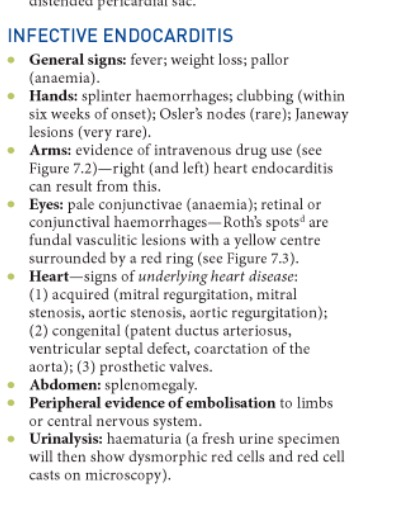 distended pericardial sac.
INFECTIVE ENDOCARDITIS
• General signs: fever; weight loss; pallor
(anaemia).
• Hands: splinter haemorrhages; clubbing (within
six weeks of onset); Osler's nodes (rare); Janeway
lesions (very rare).
• Arms: evidence of intravenous drug use (see
Figure 7.2)—right (and left) heart endocarditis
can result from this.
• Eyes: pale conjunctivae (anaemia); retinal or
conjunctival haemorrhages—Roth's spotsᵈ are
fundal vasculitic lesions with a yellow centre
surrounded by a red ring (see Figure 7.3).
• Heart—signs of underlying heart disease:
(1) acquired (mitral regurgitation, mitral
stenosis, aortic stenosis, aortic regurgitation);
(2) congenital (patent ductus arteriosus,
ventricular septal defect, coarctation of the
aorta); (3) prosthetic valves.
• Abdomen: splenomegaly.
• Peripheral evidence of embolisation to limbs
or central nervous system.
• Urinalysis: haematuria (a fresh urine specimen
will then show dysmorphic red cells and red cell
casts on microscopy).